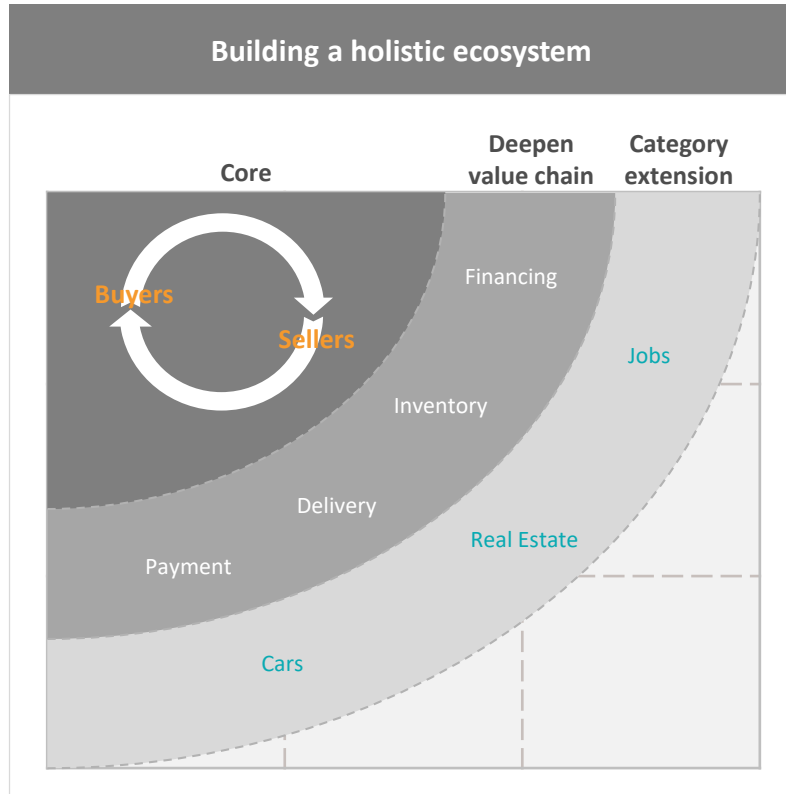 Building a holistic ecosystem
Core
Deepen
value chain
Category
extension
Buyers
Sellers
Financing
Inventory
Delivery
Payment
Jobs
Real Estate
Cars